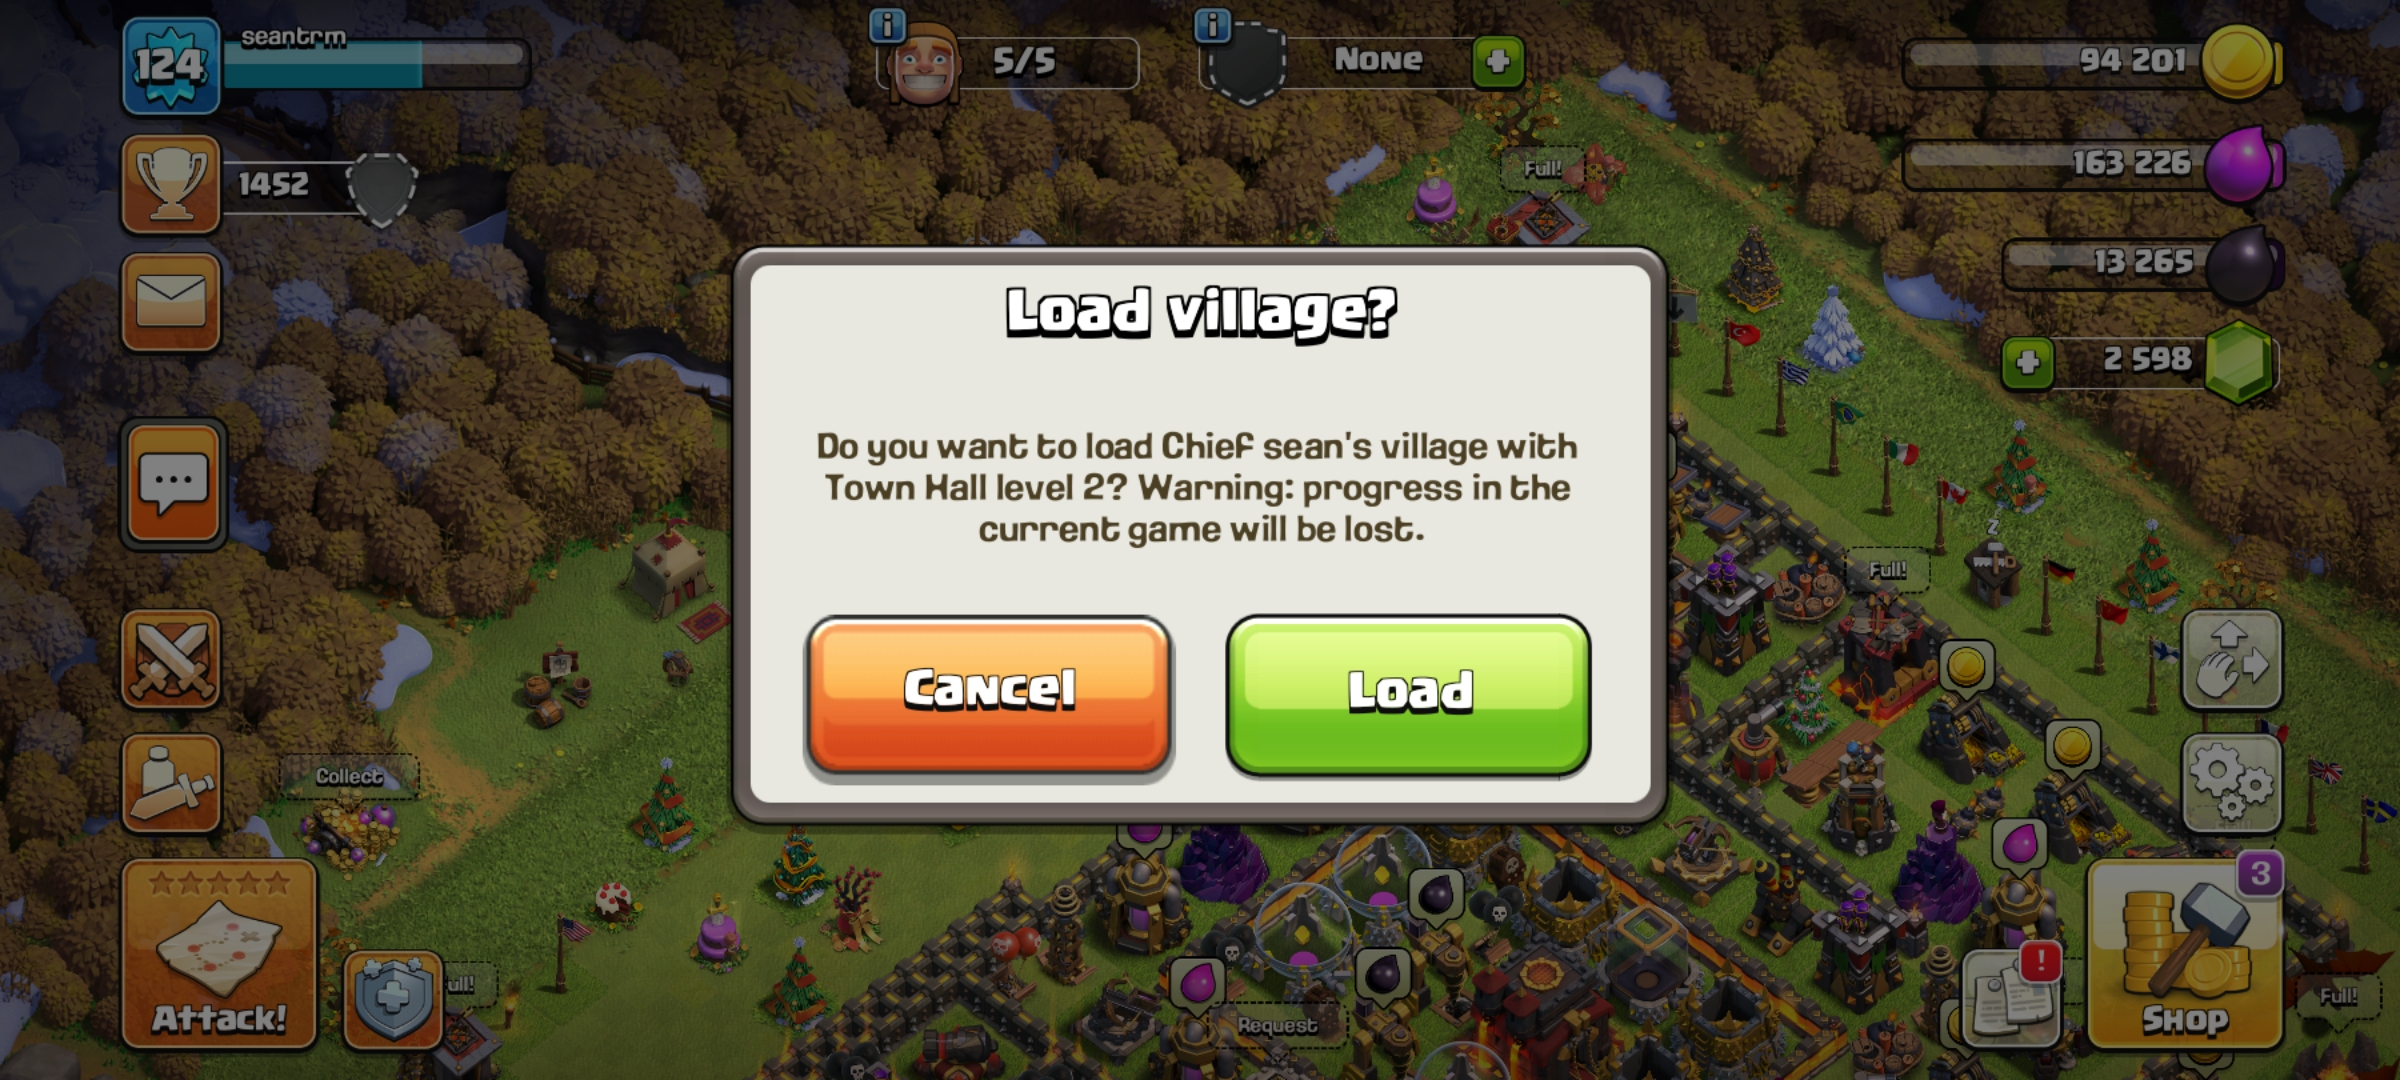 124
seantrm
5/5
None
94 201
1452
163 226
13 265
2 598
Full!
Load village?
Do you want to load Chief sean's village with
Town Hall level 2? Warning: progress in the
current game will be lost.
Cancel
Load
Full!
z
Collect
3
Attack!
Request
!
Shop
Full!